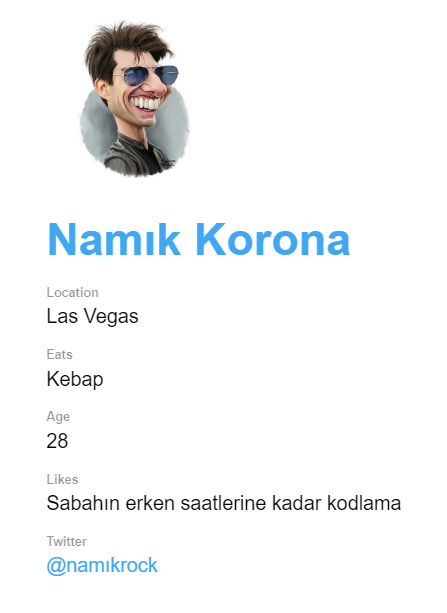 Namık Korona
Location
Las Vegas
Eats
Kebap
Age
28
Likes
Sabahın erken saatlerine kadar kodlama
Twitter
@namıkrock